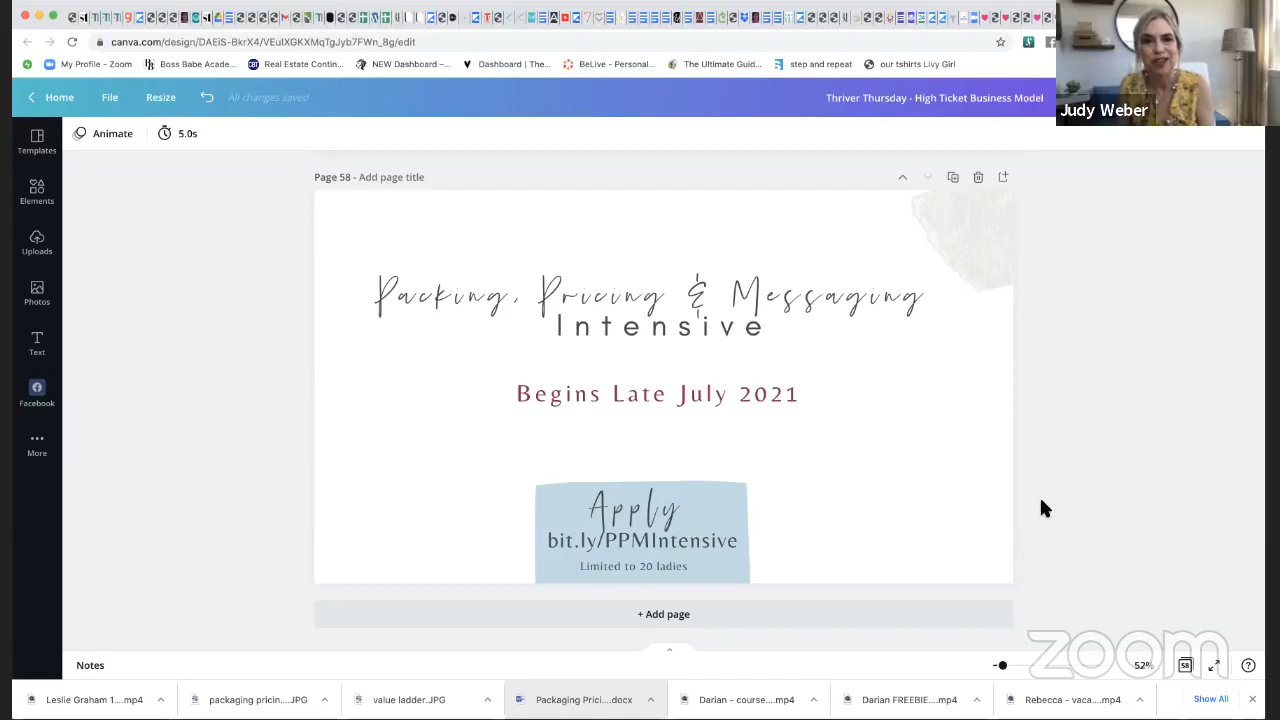 canva.com/design/DAEiS-BkrX4/VEuIXGKXMqTgJyb7FWn_8g/edit
My Profile - Zoom
Boss Babe Acade...
Real Estate Contin...
NEW Dashboard –...
Dashboard | The...
BeLive - Personal...
The Ultimate Guid...
step and repeat
our tshirts Livy Girl
Home
File
Resize
All changes saved
Thriver Thursday - High Ticket Business Model
Judy Weber
Animate
5.0s
Templates
Elements
Uploads
Photos
Text
Facebook
More
Page 58 - Add page title
Packing, Pricing & Messaging
Intensive
Begins Late July 2021
Apply
bit.ly/PPMIntensive
Limited to 20 ladies
+ Add page
zoom
Notes
52%
58
Leslie Graham 1....mp4
packaging pricin....JPG
value ladder.JPG
Packaging Prici....docx
Darian - course....mp4
Darian FREEBIE....mp4
Rebecca - vaca....mp4
Show All